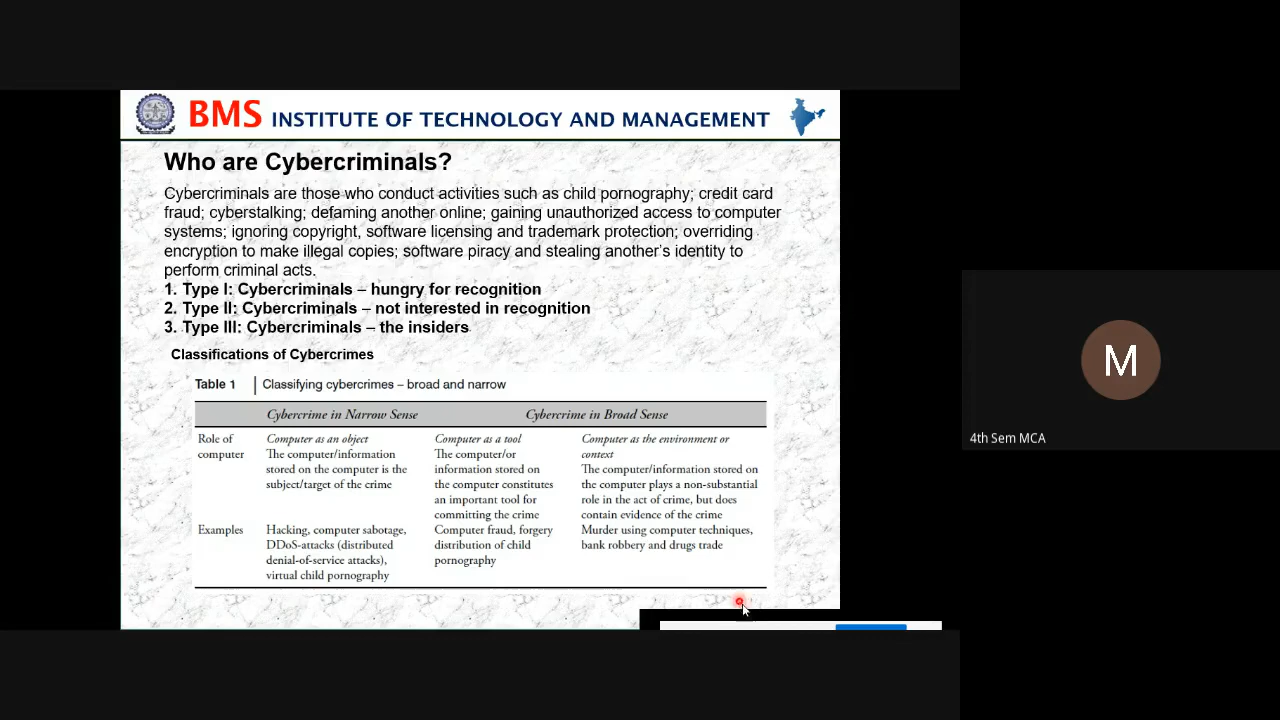 BMS INSTITUTE OF TECHNOLOGY AND MANAGEMENT
Who are Cybercriminals?
Cybercriminals are those who conduct activities such as child pornography; credit card
fraud; cyberstalking; defaming another online; gaining unauthorized access to computer
systems; ignoring copyright, software licensing and trademark protection; overriding
encryption to make illegal copies; software piracy and stealing another's identity to
perform criminal acts.
1. Type I: Cybercriminals – hungry for recognition
2. Type II: Cybercriminals – not interested in recognition
3. Type III: Cybercriminals – the insiders
Classifications of Cybercrimes
Table 1 Classifying cybercrimes – broad and narrow
Cybercrime in Narrow Sense
Cybercrime in Broad Sense
Role of
computer
Computer as an object
The computer/information
stored on the computer is the
subject/target of the crime
Computer as a tool
The computer/or
information stored on
the computer constitutes
an important tool for
committing the crime
Computer as the environment or
context
The computer/information stored on
the computer plays a non-substantial
role in the act of crime, but does
contain evidence of the crime
Examples
Hacking, computer sabotage,
DDoS-attacks (distributed
denial-of-service attacks),
virtual child pornography
Computer fraud, forgery
distribution of child
pornography
Murder using computer techniques,
bank robbery and drugs trade
M
4th Sem MCA